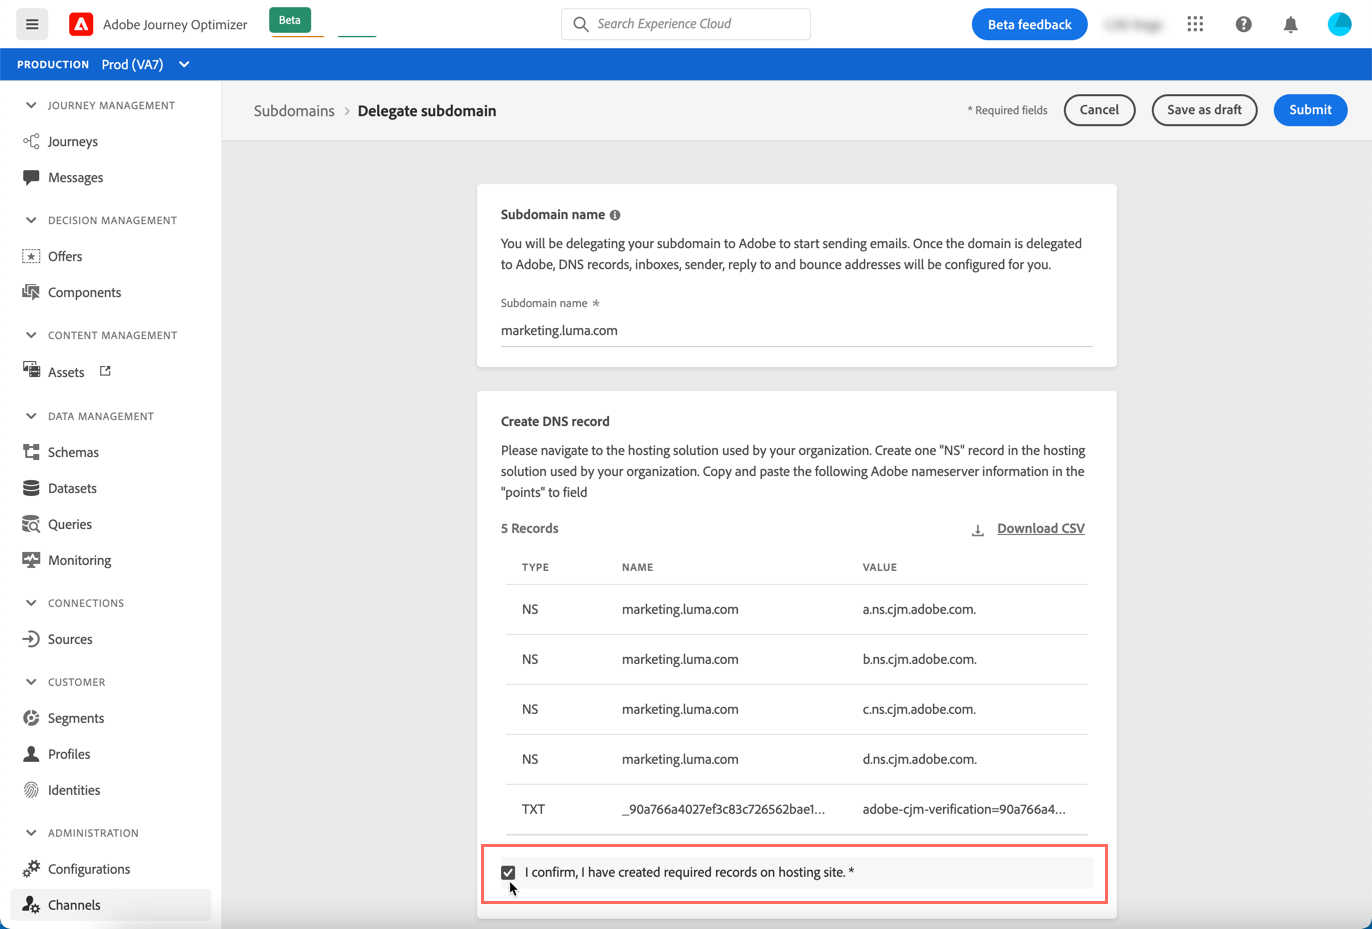 Adobe Journey Optimizer
Beta
Search Experience Cloud
Beta feedback
PRODUCTION Prod (VA7)
JOURNEY MANAGEMENT
Journeys
Messages
DECISION MANAGEMENT
Offers
Components
CONTENT MANAGEMENT
Assets
DATA MANAGEMENT
Schemas
Datasets
Queries
Monitoring
CONNECTIONS
Sources
CUSTOMER
Segments
Profiles
Identities
ADMINISTRATION
Configurations
Channels
Subdomains > Delegate subdomain
* Required fields
Cancel
Save as draft
Submit
Subdomain name
You will be delegating your subdomain to Adobe to start sending emails. Once the domain is delegated
to Adobe, DNS records, inboxes, sender, reply to and bounce addresses will be configured for you.
Subdomain name *
marketing.luma.com
Create DNS record
Please navigate to the hosting solution used by your organization. Create one "NS" record in the hosting
solution used by your organization. Copy and paste the following Adobe nameserver information in the
"points" to field
5 Records
Download CSV
TYPE NAME VALUE
NS marketing.luma.com a.ns.cjm.adobe.com.
NS marketing.luma.com b.ns.cjm.adobe.com.
NS marketing.luma.com c.ns.cjm.adobe.com.
NS marketing.luma.com d.ns.cjm.adobe.com.
TXT _90a766a4027ef3c83c726562bae1... adobe-cjm-verification=90a766a4...
I confirm, I have created required records on hosting site. *